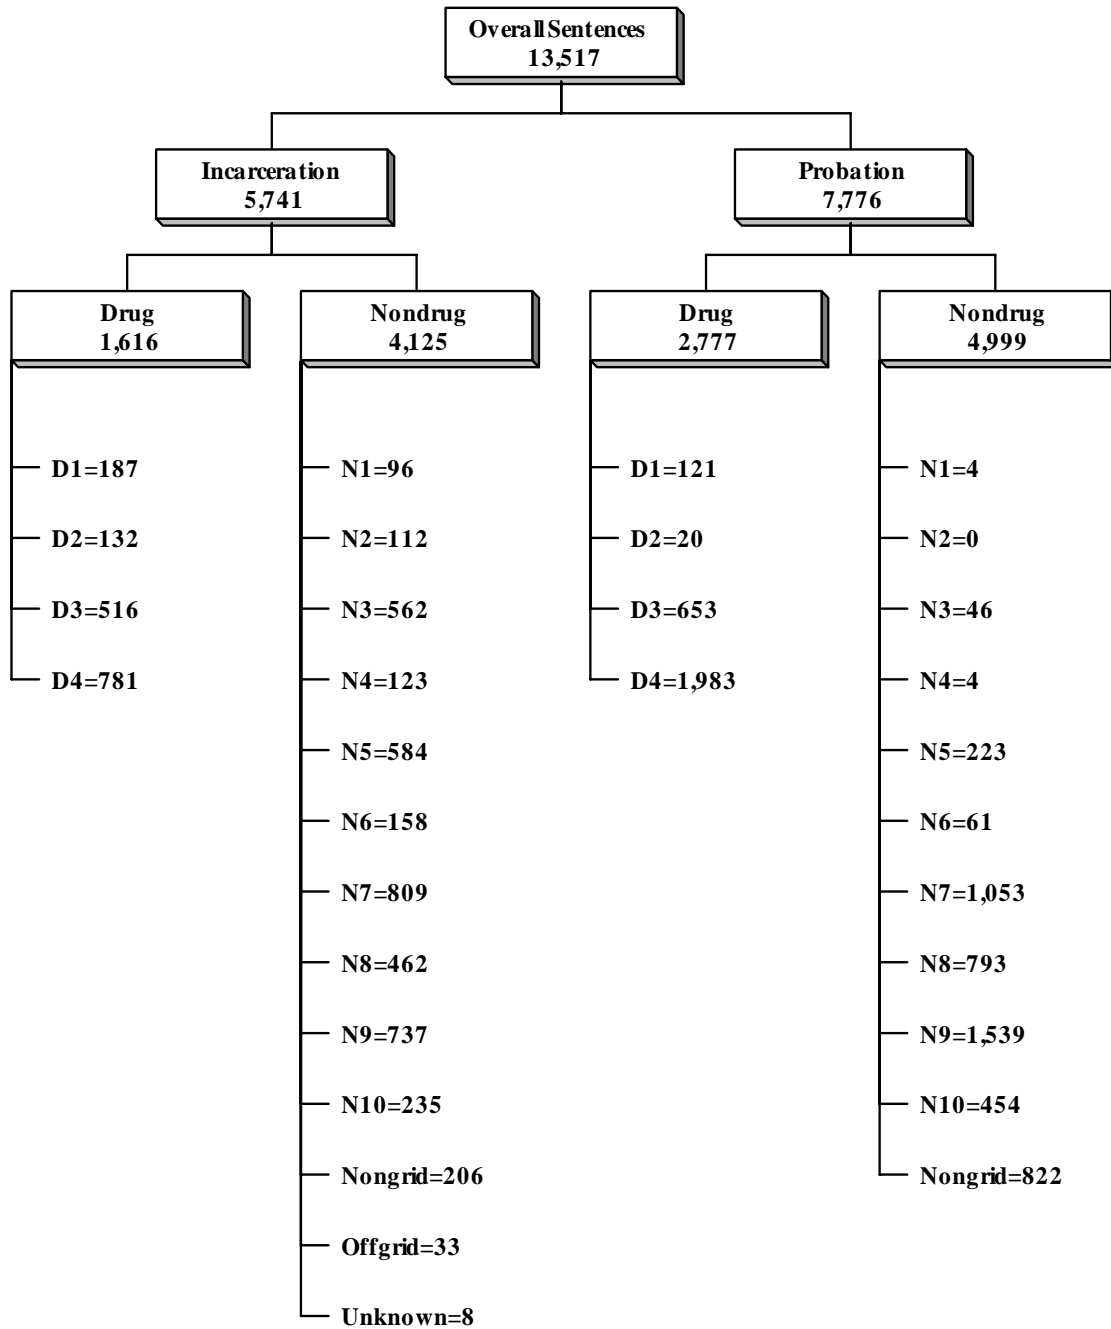 Overall Sentences
13,517
Incarceration
5,741
Probation
7,776
Drug
1,616
Nondrug
4,125
Drug
2,777
Nondrug
4,999
D1=187
D2=132
D3=516
D4=781
N1=96
N2=112
N3=562
N4=123
N5=584
N6=158
N7=809
N8=462
N9=737
N10=235
Nongrid=206
Offgrid=33
Unknown=8
D1=121
D2=20
D3=653
D4=1,983
N1=4
N2=0
N3=46
N4=4
N5=223
N6=61
N7=1,053
N8=793
N9=1,539
N10=454
Nongrid=822